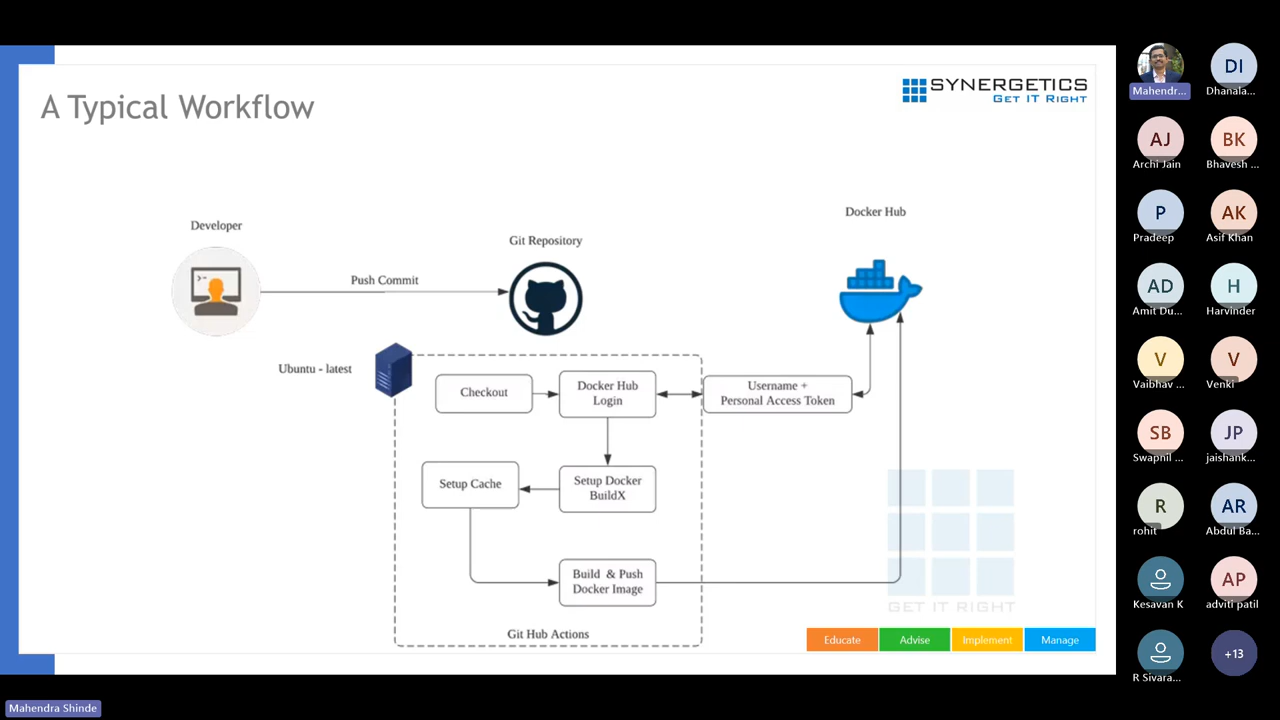 A Typical Workflow
SYNERGETICS
GET IT RIGHT
Developer
Push Commit
Git Repository
Docker Hub
Ubuntu - latest
Checkout
Docker Hub
Login
Username +
Personal Access Token
Setup Cache
Setup Docker
BuildX
Build & Push
Docker Image
Git Hub Actions
GET IT RIGHT
Educate
Advise
Implement
Manage
Mahendra Shinde
Mahendr...
DI
Dhanala...
AJ
Archi Jain
BK
Bhavesh ...
P
Pradeep
AK
Asif Khan
AD
Amit Du...
H
Harvinder
V
Vaibhav ...
V
Venki
SB
Swapnil ...
JP
jaishank...
R
rohit
AR
Abdul Ba...
Kesavan K
AP
adviti patil
R Sivara...
+13